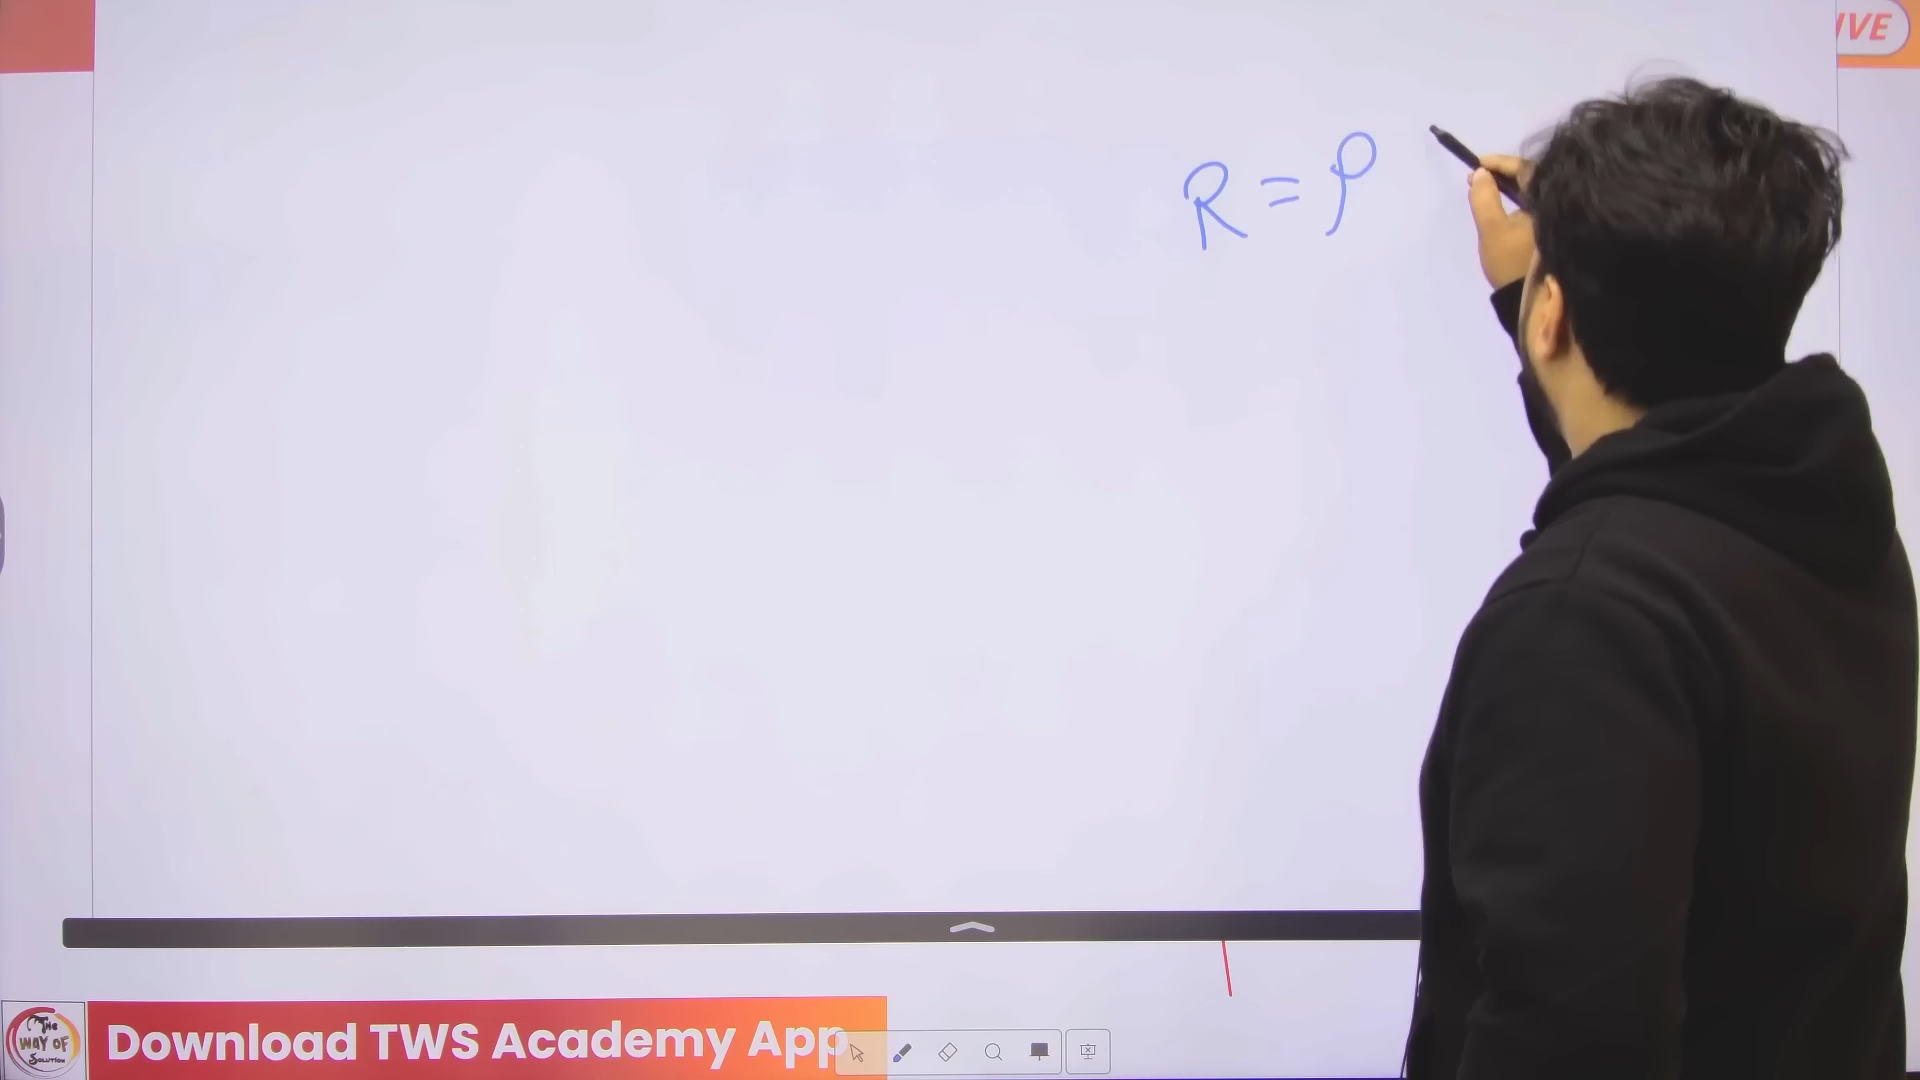 IVE
R = ρ
Download TWS Academy App
THE
WAY OF
SOLUTION